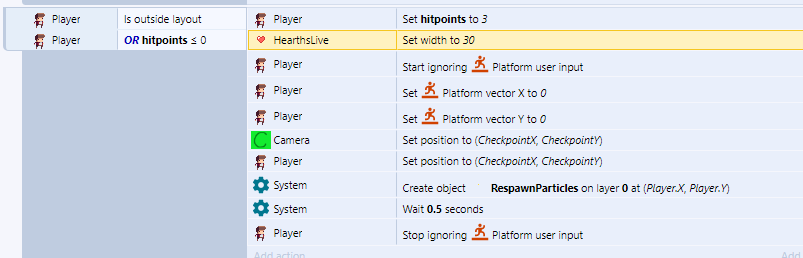 Player Is outside layout Player Set hitpoints to 3
Player OR hitpoints ≤ 0 HearthsLive Set width to 30
Player Start ignoring Platform user input
Player Set Platform vector X to 0
Player Set Platform vector Y to 0
Camera Set position to (CheckpointX, CheckpointY)
Player Set position to (CheckpointX, CheckpointY)
System Create object RespawnParticles on layer 0 at (Player.X, Player.Y)
System Wait 0.5 seconds
Player Stop ignoring Platform user input
Add action Add